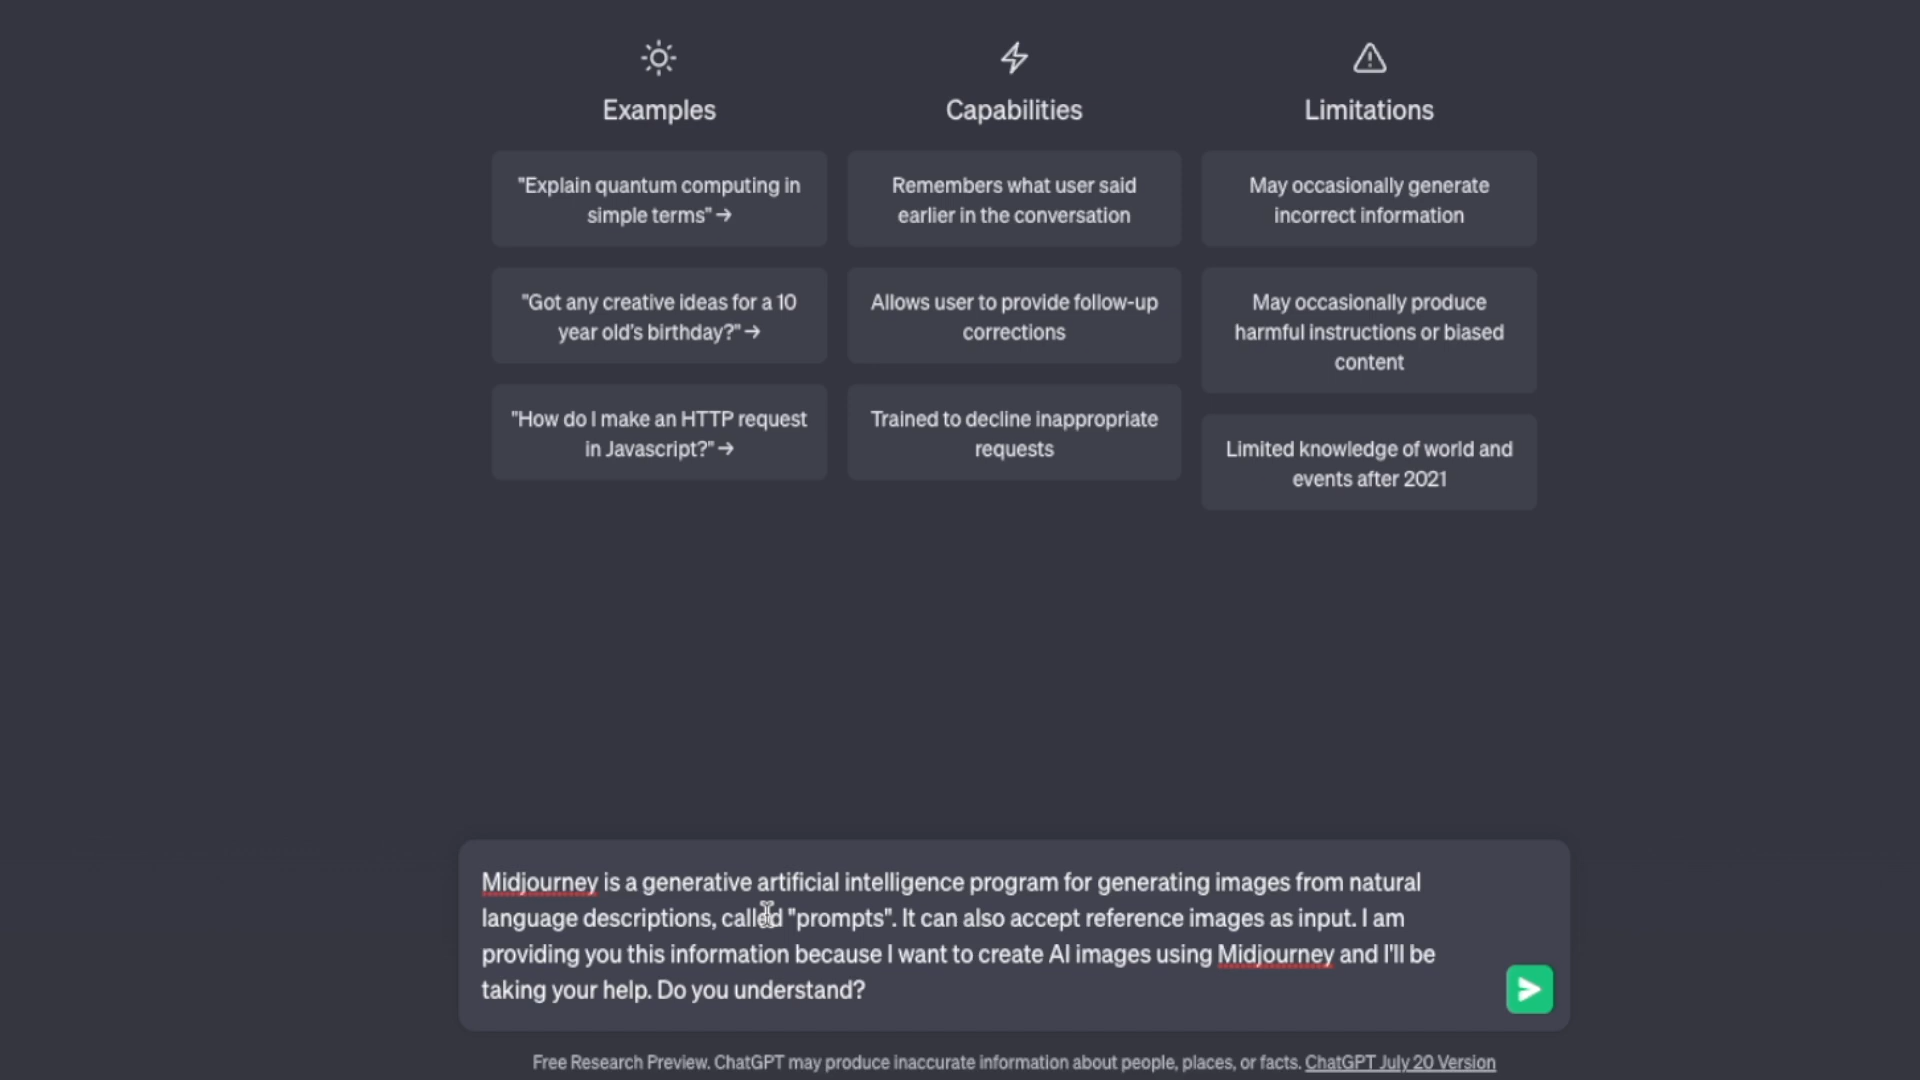 Examples
Capabilities
Limitations
"Explain quantum computing in
simple terms" →
Remembers what user said
earlier in the conversation
May occasionally generate
incorrect information
"Got any creative ideas for a 10
year old's birthday?" →
Allows user to provide follow-up
corrections
May occasionally produce
harmful instructions or biased
content
"How do I make an HTTP request
in Javascript?" →
Trained to decline inappropriate
requests
Limited knowledge of world and
events after 2021
Midjourney is a generative artificial intelligence program for generating images from natural
language descriptions, called "prompts". It can also accept reference images as input. I am
providing you this information because I want to create AI images using Midjourney and I'll be
taking your help. Do you understand?
Free Research Preview. ChatGPT may produce inaccurate information about people, places, or facts. ChatGPT July 20 Version